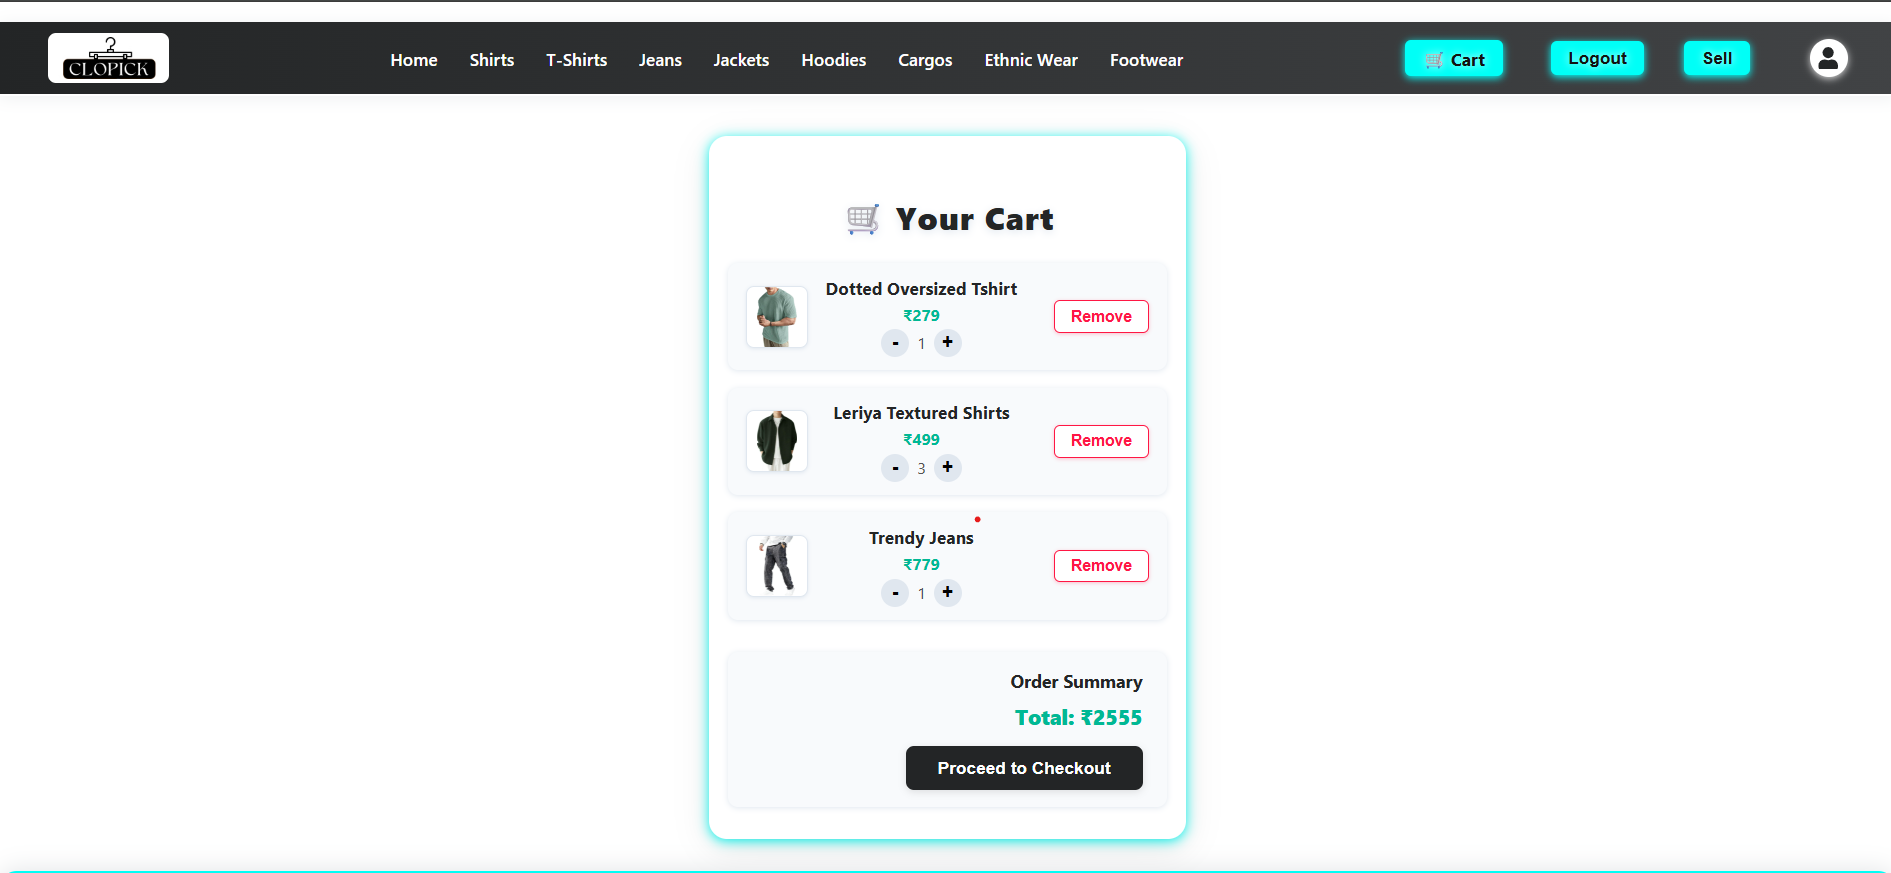 CLOPICK
Home Shirts T-Shirts Jeans Jackets Hoodies Cargos Ethnic Wear Footwear
Cart Logout Sell
Your Cart
Dotted Oversized Tshirt
₹279
- 1 +
Remove
Leriya Textured Shirts
₹499
- 3 +
Remove
Trendy Jeans
₹779
- 1 +
Remove
Order Summary
Total: ₹2555
Proceed to Checkout